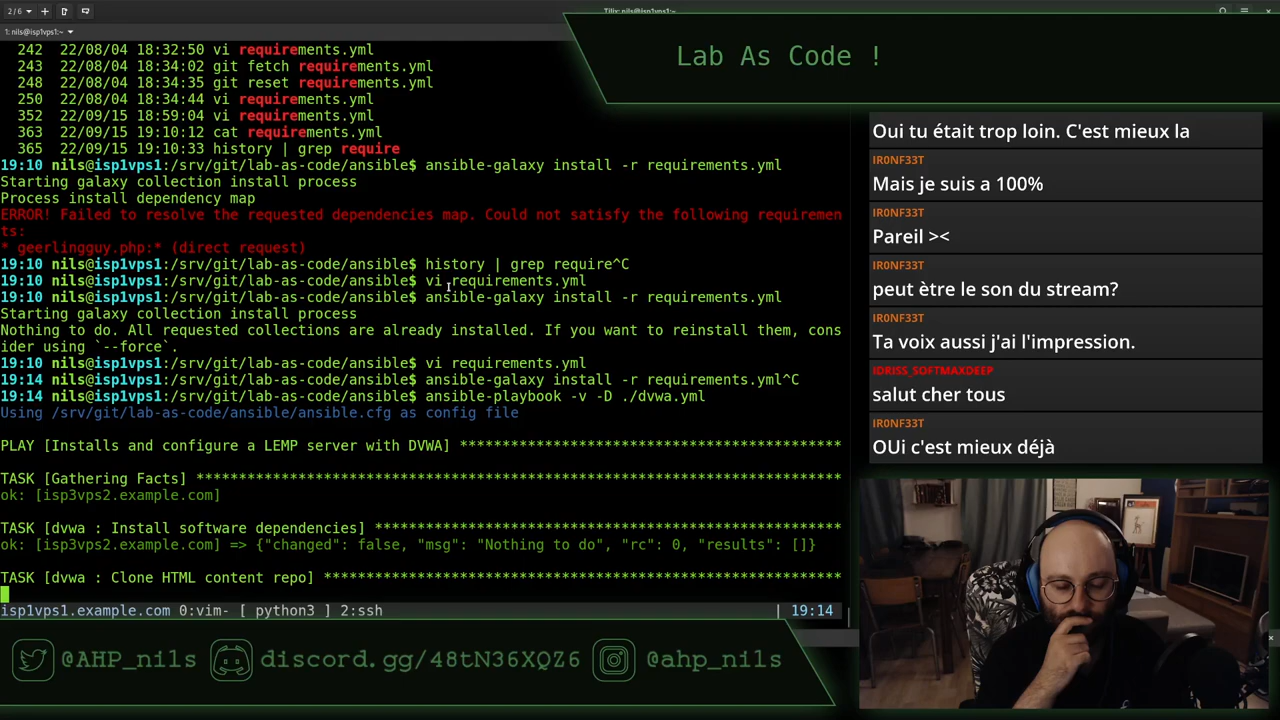 2/6
Tilix: nils@isp1vps1:~
1: nils@isp1vps1:~
242 22/08/04 18:32:50 vi requirements.yml
243 22/08/04 18:34:02 git fetch requirements.yml
248 22/08/04 18:34:35 git reset requirements.yml
250 22/08/04 18:34:44 vi requirements.yml
352 22/09/15 18:59:04 vi requirements.yml
363 22/09/15 19:10:12 cat requirements.yml
365 22/09/15 19:10:33 history | grep require
19:10 nils@isp1vps1:/srv/git/lab-as-code/ansible$ ansible-galaxy install -r requirements.yml
Starting galaxy collection install process
Process install dependency map
ERROR! Failed to resolve the requested dependencies map. Could not satisfy the following requiremen
ts:
* geerlingguy.php:* (direct request)
19:10 nils@isp1vps1:/srv/git/lab-as-code/ansible$ history | grep require^C
19:10 nils@isp1vps1:/srv/git/lab-as-code/ansible$ vi requirements.yml
19:10 nils@isp1vps1:/srv/git/lab-as-code/ansible$ ansible-galaxy install -r requirements.yml
Starting galaxy collection install process
Nothing to do. All requested collections are already installed. If you want to reinstall them, cons
ider using `--force`.
19:10 nils@isp1vps1:/srv/git/lab-as-code/ansible$ vi requirements.yml
19:14 nils@isp1vps1:/srv/git/lab-as-code/ansible$ ansible-galaxy install -r requirements.yml^C
19:14 nils@isp1vps1:/srv/git/lab-as-code/ansible$ ansible-playbook -v -D ./dvwa.yml
Using /srv/git/lab-as-code/ansible/ansible.cfg as config file
PLAY [Installs and configure a LEMP server with DVWA] *********************************************
TASK [Gathering Facts] ***************************************************************************
ok: [isp3vps2.example.com]
TASK [dvwa : Install software dependencies] ******************************************************
ok: [isp3vps2.example.com] => {"changed": false, "msg": "Nothing to do", "rc": 0, "results": []}
TASK [dvwa : Clone HTML content repo] ************************************************************
isp1vps1.example.com 0:vim- [ python3 ] 2:ssh | 19:14
Lab As Code !
Oui tu était trop loin. C'est mieux la
IR0NF33T
Mais je suis a 100%
IR0NF33T
Pareil ><
IR0NF33T
peut ètre le son du stream?
IR0NF33T
Ta voix aussi j'ai l'impression.
IDRISS_SOFTMAXDEEP
salut cher tous
IR0NF33T
OUi c'est mieux déjà
@AHP_nils discord.gg/48tN36XQZ6 @ahp_nils